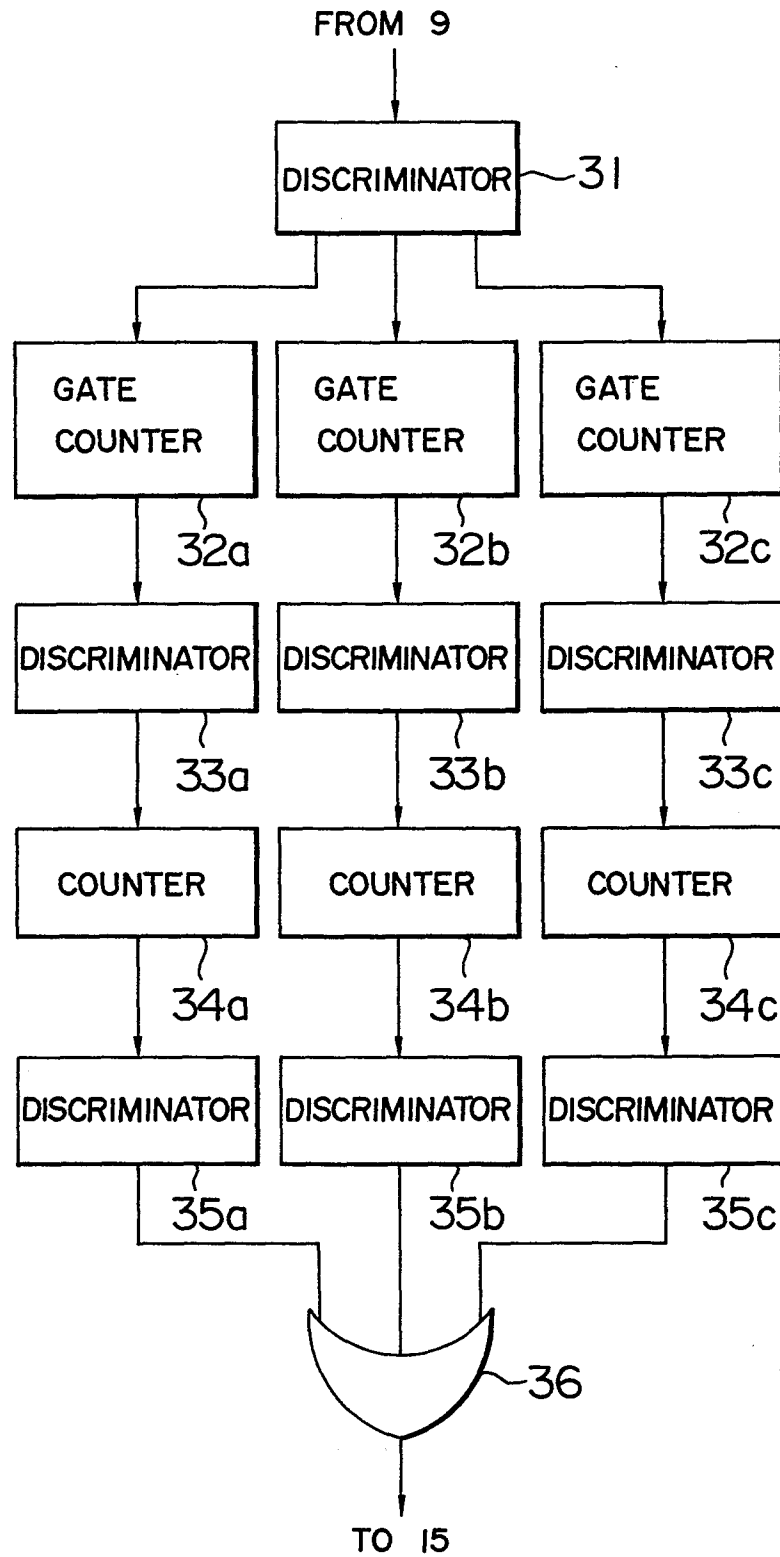 FROM 9
DISCRIMINATOR 31
GATE COUNTER
GATE COUNTER
GATE COUNTER
32a 32b 32c
DISCRIMINATOR DISCRIMINATOR DISCRIMINATOR
33a 33b 33c
COUNTER COUNTER COUNTER
34a 34b 34c
DISCRIMINATOR DISCRIMINATOR DISCRIMINATOR
35a 35b 35c
36
TO 15